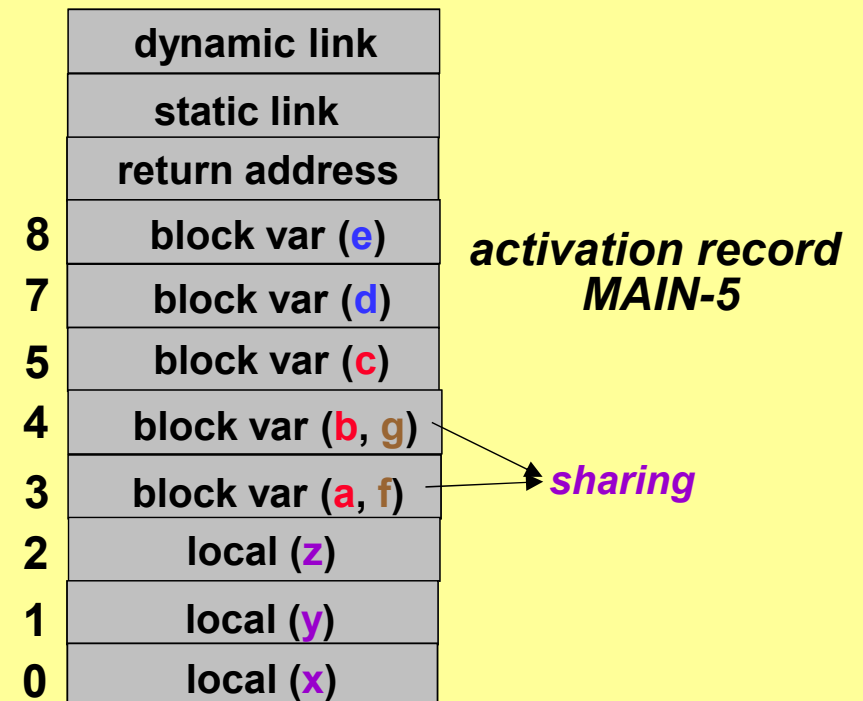 dynamic link
static link
return address
8 block var (e)
7 block var (d)
5 block var (c)
4 block var (b, g)
3 block var (a, f)
2 local (z)
1 local (y)
0 local (x)
activation record
MAIN-5
sharing